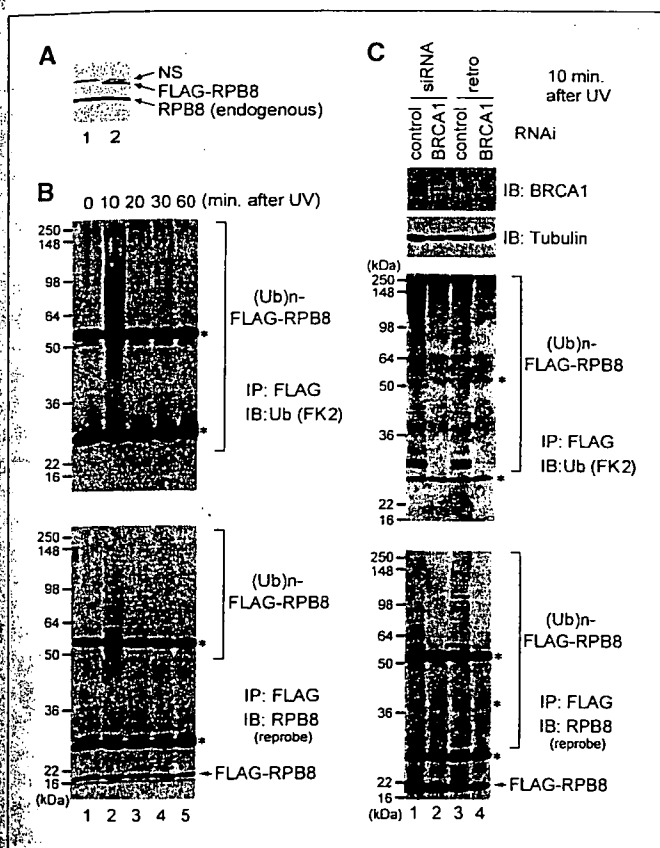 A
NS
FLAG-RPB8
RPB8 (endogenous)
1 2
B
0 10 20 30 60 (min. after UV)
250
148
98
64
50
36
22
16
(Ub)n-
FLAG-RPB8
*
IP: FLAG
IB:Ub (FK2)
*
250
148
98
64
50
36
22
16
(kDa)
(Ub)n-
FLAG-RPB8
*
IP: FLAG
IB: RPB8
(reprobe)
*
FLAG-RPB8
1 2 3 4 5
C
siRNA retro
control BRCA1 control BRCA1
10 min.
after UV
RNAi
IB: BRCA1
IB: Tubulin
(kDa)
250
148
98
64
50
36
22
16
(Ub)n-
FLAG-RPB8
*
IP: FLAG
IB:Ub (FK2)
*
250
148
98
64
50
36
22
16
(Ub)n-
FLAG-RPB8
*
*
IP: FLAG
IB: RPB8
(reprobe)
*
FLAG-RPB8
(kDa) 1 2 3 4